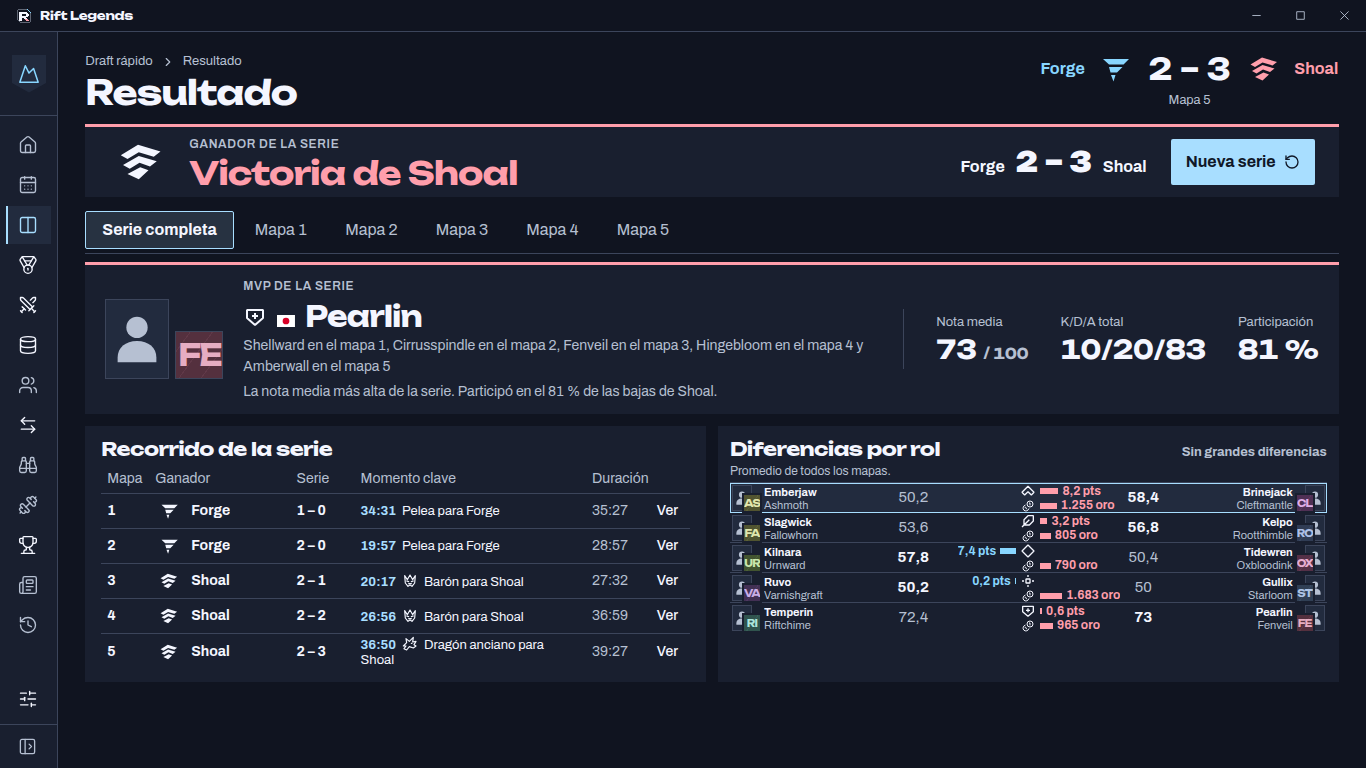 Rift Legends
Draft rápido > Resultado
Resultado
Forge 2 – 3 Shoal
Mapa 5
GANADOR DE LA SERIE
Victoria de Shoal
Forge 2 – 3 Shoal
Nueva serie
Serie completa Mapa 1 Mapa 2 Mapa 3 Mapa 4 Mapa 5
MVP DE LA SERIE
Pearlin
FE
Shellward en el mapa 1, Cirrusspindle en el mapa 2, Fenveil en el mapa 3, Hingebloom en el mapa 4 y
Amberwall en el mapa 5
La nota media más alta de la serie. Participó en el 81 % de las bajas de Shoal.
Nota media K/D/A total Participación
73 / 100 10/20/83 81 %
Recorrido de la serie
Mapa Ganador Serie Momento clave Duración
1 Forge 1 – 0 34:31 Pelea para Forge 35:27 Ver
2 Forge 2 – 0 19:57 Pelea para Forge 28:57 Ver
3 Shoal 2 – 1 20:17 Barón para Shoal 27:32 Ver
4 Shoal 2 – 2 26:56 Barón para Shoal 36:59 Ver
5 Shoal 2 – 3 36:50 Dragón anciano para Shoal 39:27 Ver
Diferencias por rol
Sin grandes diferencias
Promedio de todos los mapas.
AS Emberjaw 50,2 8,2 pts 58,4 Brinejack CL
Ashmoth 1.255 oro Cleftmantle
FA Slagwick 53,6 3,2 pts 56,8 Kelpo RO
Fallowhorn 805 oro Rootthimble
UR Kilnara 57,8 7,4 pts 50,4 Tidewren OX
Urnward 790 oro Oxbloodink
VA Ruvo 50,2 0,2 pts 50 Gullix ST
Varnishgraft 1.683 oro Starloom
RI Temperin 72,4 0,6 pts 73 Pearlin FE
Riftchime 965 oro Fenveil